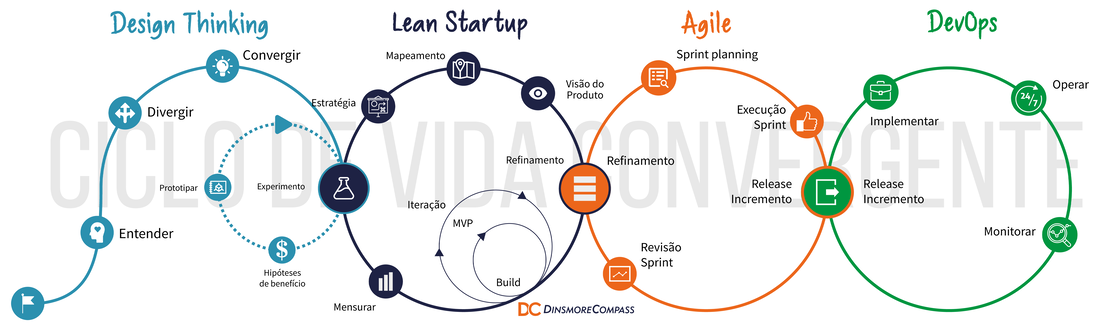 Design Thinking
Lean Startup
Agile
DevOps
CICLO DE VIDA CONVERGENTE
Convergir
Divergir
Entender
Prototipar
Experimento
$
Hipóteses
de benefício
Mapeamento
Estratégia
Visão do
Produto
Refinamento
Iteração
MVP
Build
Mensurar
DC DINSMORECOMPASS
Sprint planning
Execução
Sprint
Refinamento
Release
Incremento
Revisão
Sprint
Implementar
Operar
24/7
Release
Incremento
Monitorar